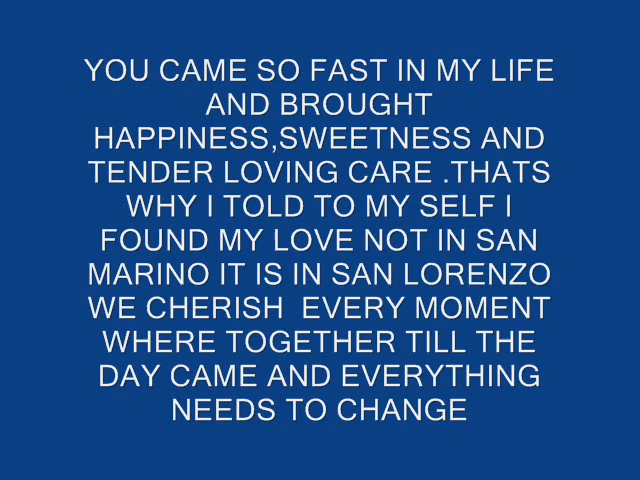 YOU CAME SO FAST IN MY LIFE
AND BROUGHT
HAPPINESS,SWEETNESS AND
TENDER LOVING CARE .THATS
WHY I TOLD TO MY SELF I
FOUND MY LOVE NOT IN SAN
MARINO IT IS IN SAN LORENZO
WE CHERISH  EVERY MOMENT
WHERE TOGETHER TILL THE
DAY CAME AND EVERYTHING
NEEDS TO CHANGE